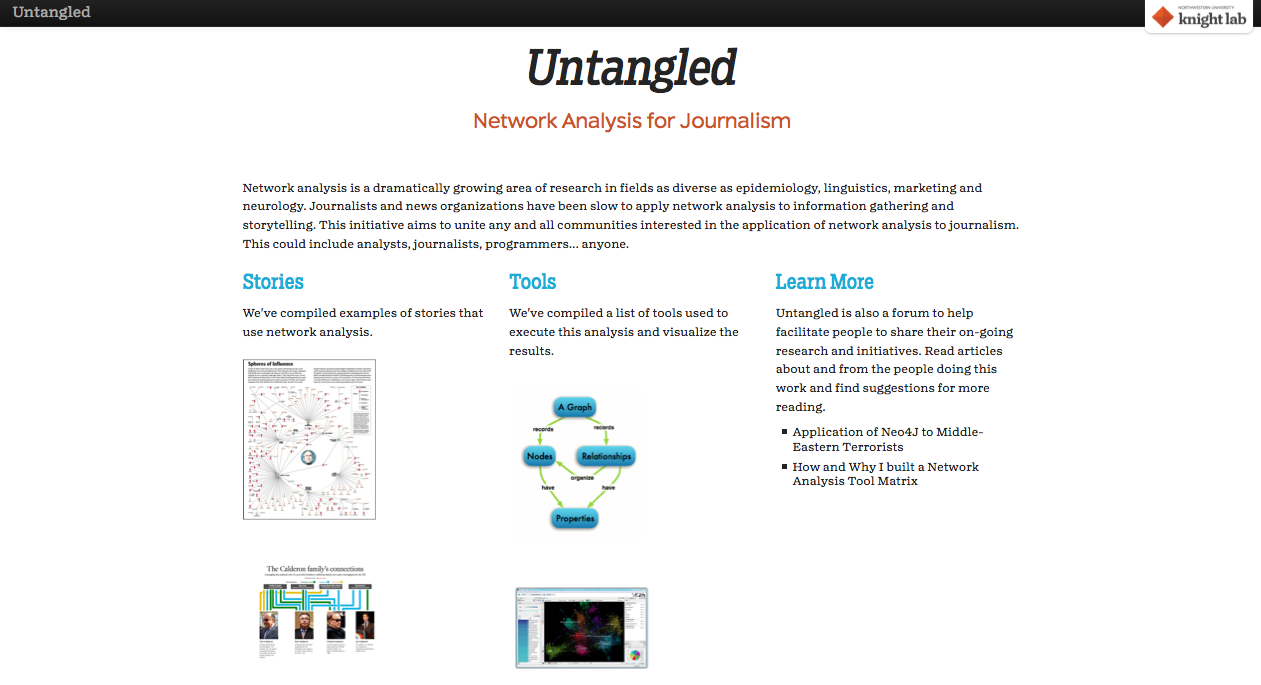 Untangled
NORTHWESTERN UNIVERSITY
knight lab
Untangled
Network Analysis for Journalism
Network analysis is a dramatically growing area of research in fields as diverse as epidemiology, linguistics, marketing and
neurology. Journalists and news organizations have been slow to apply network analysis to information gathering and
storytelling. This initiative aims to unite any and all communities interested in the application of network analysis to journalism.
This could include analysts, journalists, programmers... anyone.
Stories
We've compiled examples of stories that
use network analysis.
Spheres of Influence
The Calderon family's connections
Tools
We've compiled a list of tools used to
execute this analysis and visualize the
results.
A Graph
records
records
Nodes
Relationships
organize
have
have
Properties
Learn More
Untangled is also a forum to help
facilitate people to share their on-going
research and initiatives. Read articles
about and from the people doing this
work and find suggestions for more
reading.
Application of Neo4J to Middle-
Eastern Terrorists
How and Why I built a Network
Analysis Tool Matrix